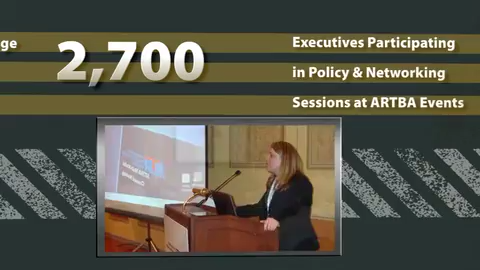 ge
2,700
Executives Participating
in Policy & Networking
Sessions at ARTBA Events